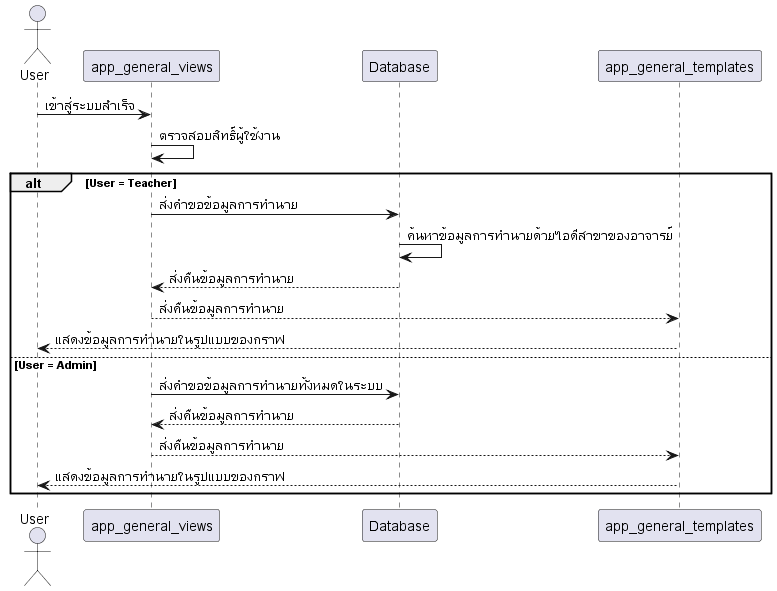 User
app_general_views
Database
app_general_templates
เข้าสู่ระบบสำเร็จ
ตรวจสอบสิทธิ์ผู้ใช้งาน
alt
[User = Teacher]
ส่งคำขอข้อมูลการทำนาย
ค้นหาข้อมูลการทำนายด้วยไอดีสาขาของอาจารย์
ส่งคืนข้อมูลการทำนาย
ส่งคืนข้อมูลการทำนาย
แสดงข้อมูลการทำนายในรูปแบบของกราฟ
[User = Admin]
ส่งคำขอข้อมูลการทำนายทั้งหมดในระบบ
ส่งคืนข้อมูลการทำนาย
ส่งคืนข้อมูลการทำนาย
แสดงข้อมูลการทำนายในรูปแบบของกราฟ
User
app_general_views
Database
app_general_templates